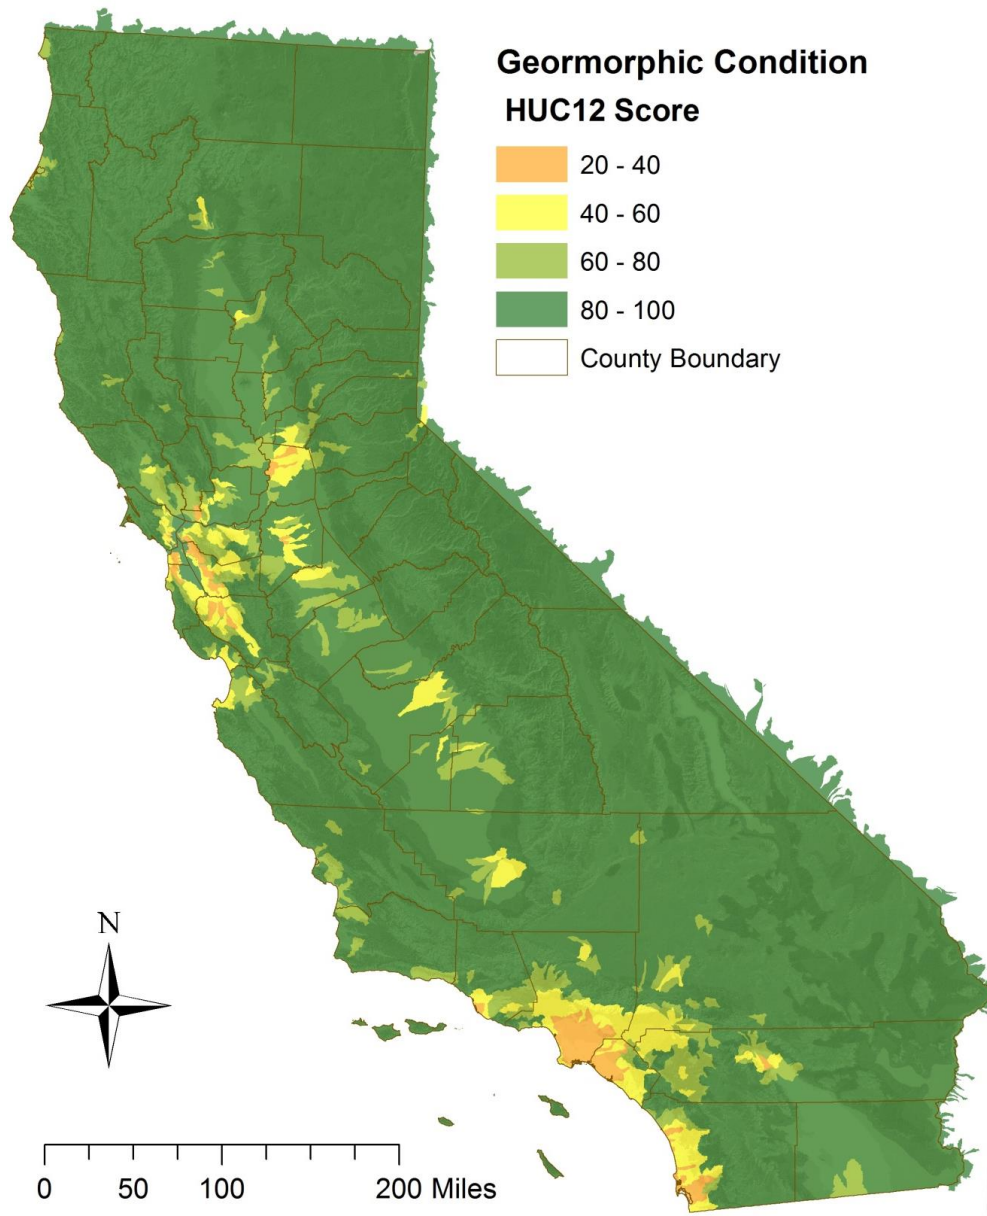 Geormorphic Condition
HUC12 Score
20 - 40
40 - 60
60 - 80
80 - 100
County Boundary
N
0 50 100 200 Miles